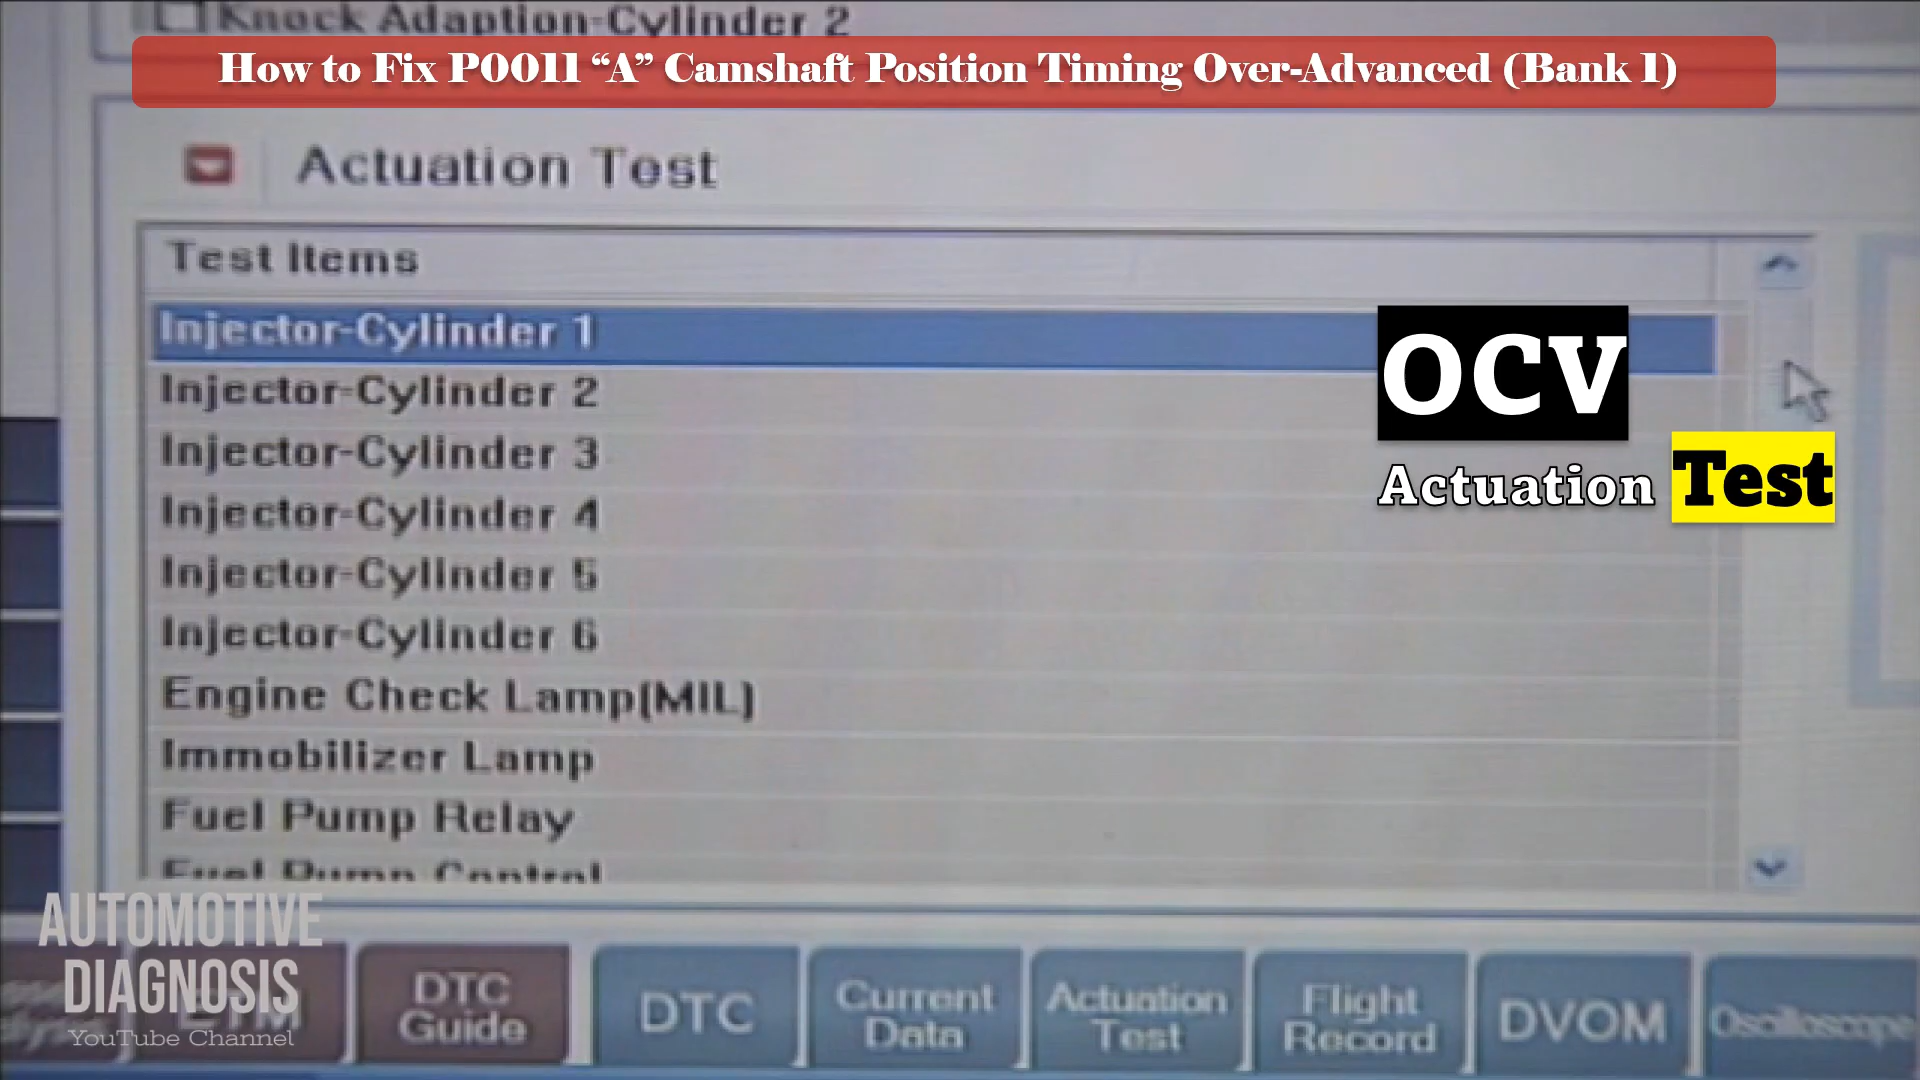 Knock Adaption-Cylinder 2
How to Fix P0011 “A” Camshaft Position Timing Over-Advanced (Bank 1)
Actuation Test
Test Items
Injector-Cylinder 1
Injector-Cylinder 2
Injector-Cylinder 3
Injector-Cylinder 4
Injector-Cylinder 5
Injector-Cylinder 6
Engine Check Lamp(MIL)
Immobilizer Lamp
Fuel Pump Relay
Fuel Pump Control
OCV
Actuation Test
AUTOMOTIVE
DIAGNOSIS
YouTube Channel
DTC
Guide
DTC
Current
Data
Actuation
Test
Flight
Record
DVOM
Oscilloscope